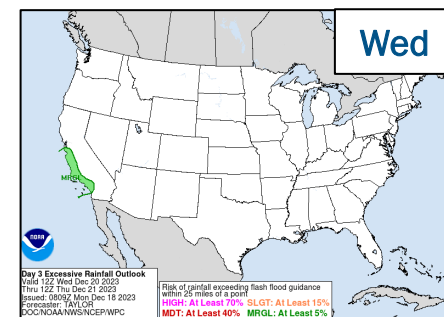 Wed
MRGL
NOAA
Day 3 Excessive Rainfall Outlook
Valid 12Z Wed Dec 20 2023
Thru 12Z Thu Dec 21 2023
Issued: 0809Z Mon Dec 18 2023
Forecaster: TAYLOR
DOC/NOAA/NWS/NCEP/WPC
Risk of rainfall exceeding flash flood guidance
within 25 miles of a point
HIGH: At Least 70% SLGT: At Least 15%
MDT: At Least 40% MRGL: At Least 5%